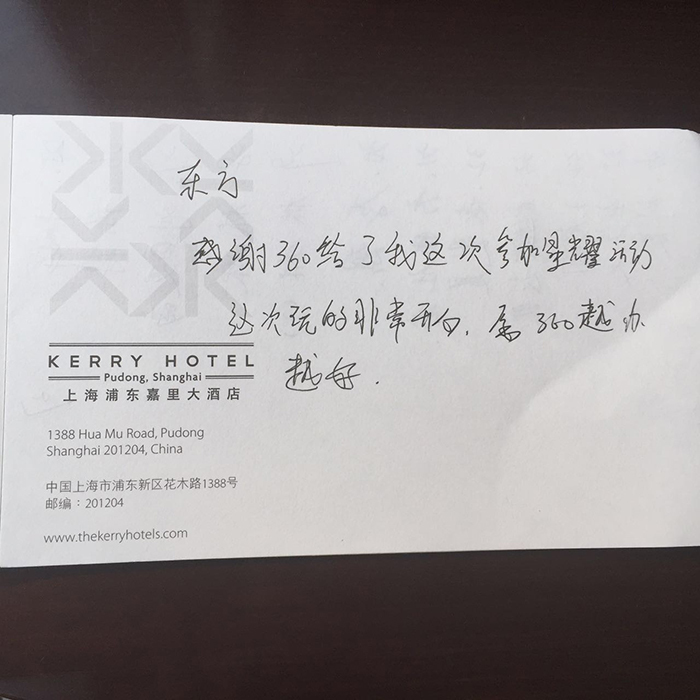 东方
感谢360给了我这次参加星耀活动
这次玩的非常开心,愿360越办
越好.
KERRY HOTEL
Pudong, Shanghai
上海浦东嘉里大酒店
1388 Hua Mu Road, Pudong
Shanghai 201204, China
中国上海市浦东新区花木路1388号
邮编:201204
www.thekerryhotels.com